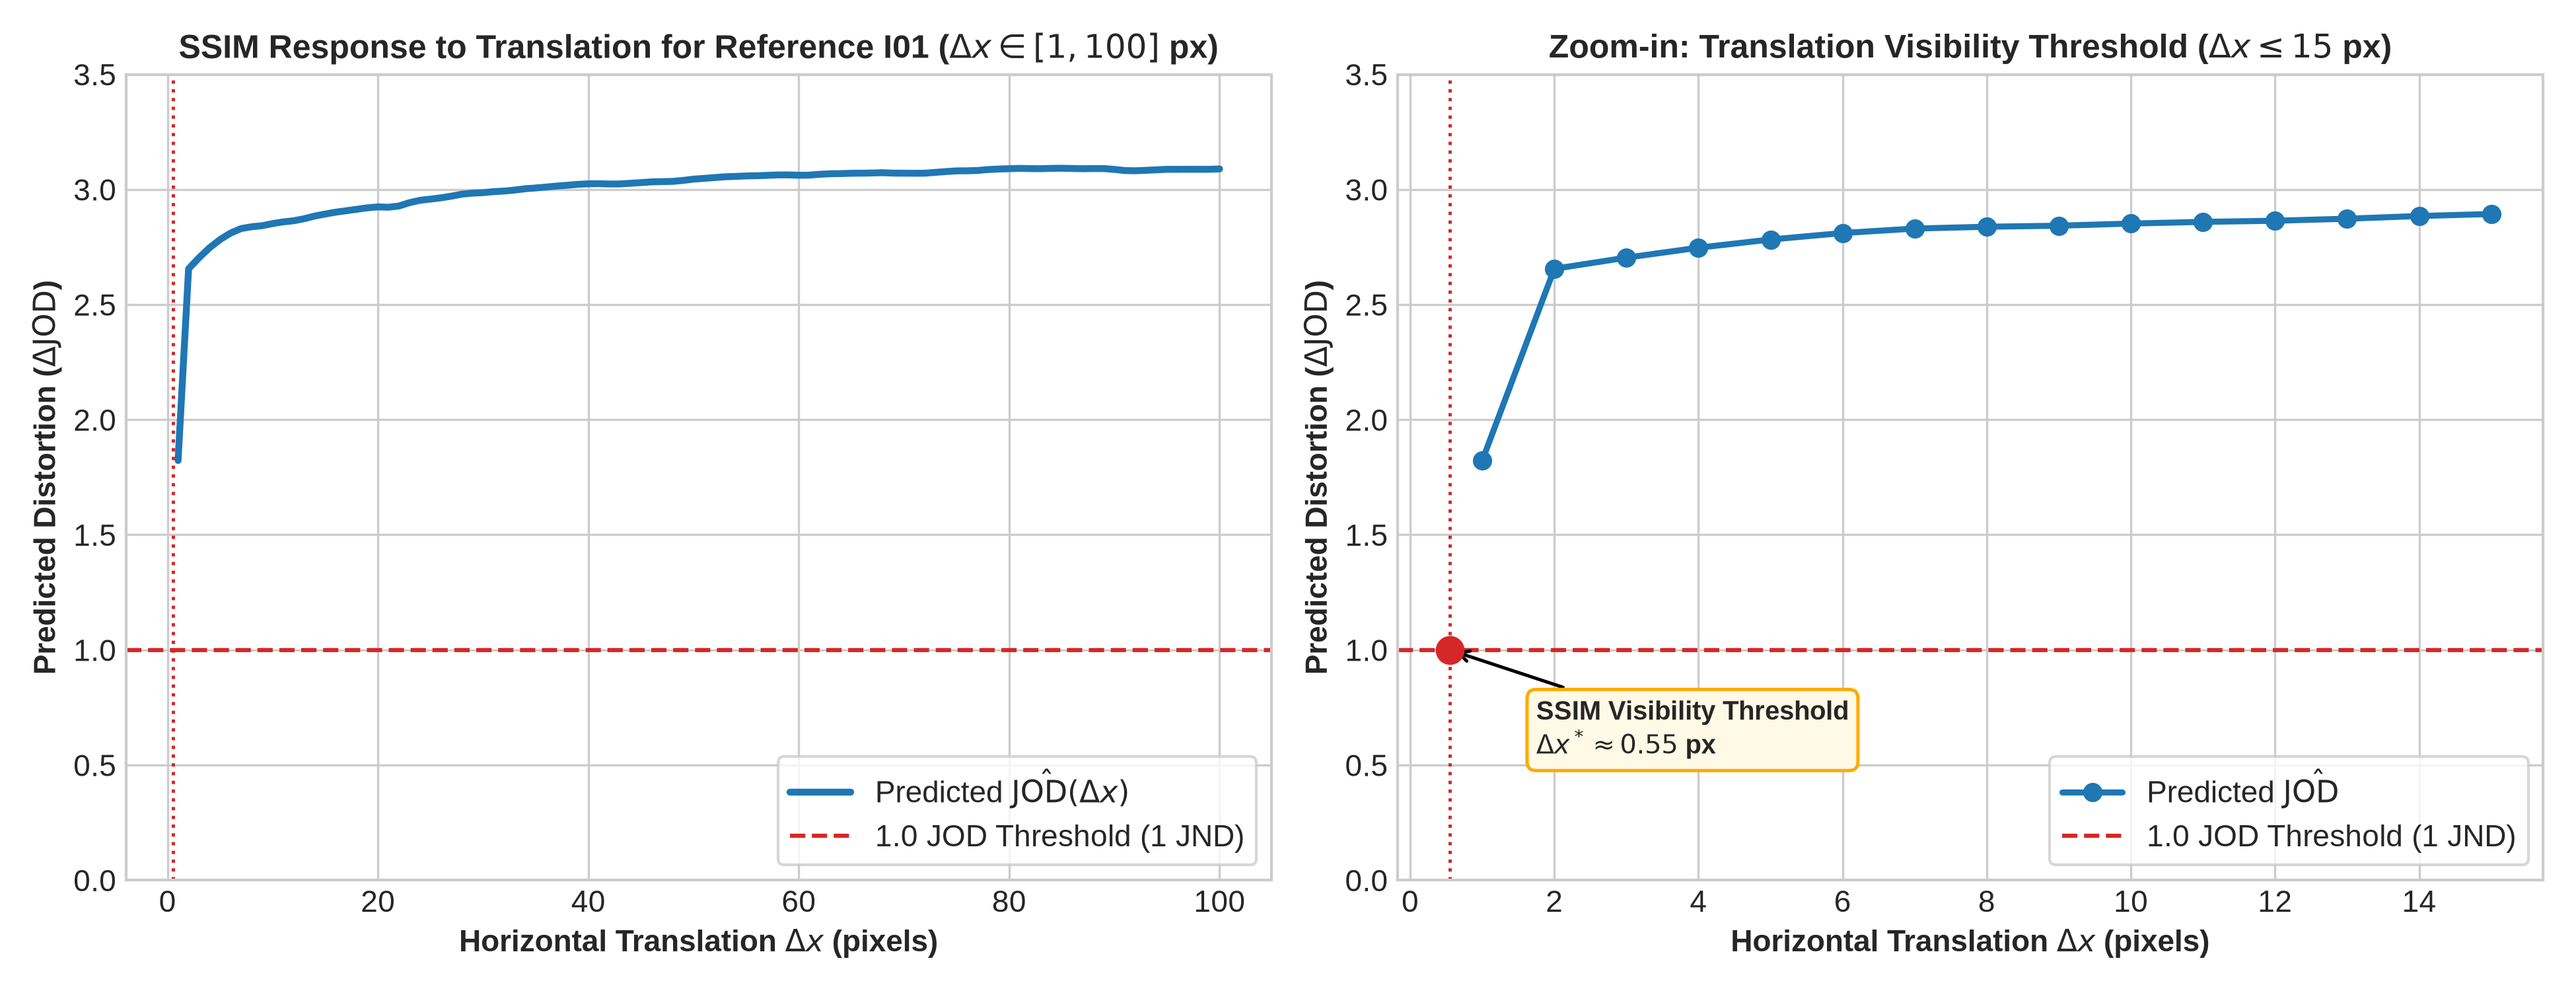 SSIM Response to Translation for Reference I01 (Δx ∈ [1, 100] px)
Predicted Distortion (ΔJOD)
3.5
3.0
2.5
2.0
1.5
1.0
0.5
0.0
0 20 40 60 80 100
Horizontal Translation Δx (pixels)
Predicted JÔD(Δx)
1.0 JOD Threshold (1 JND)
Zoom-in: Translation Visibility Threshold (Δx ≤ 15 px)
Predicted Distortion (ΔJOD)
3.5
3.0
2.5
2.0
1.5
1.0
0.5
0.0
SSIM Visibility Threshold
Δx* ≈ 0.55 px
0 2 4 6 8 10 12 14
Horizontal Translation Δx (pixels)
Predicted JÔD
1.0 JOD Threshold (1 JND)